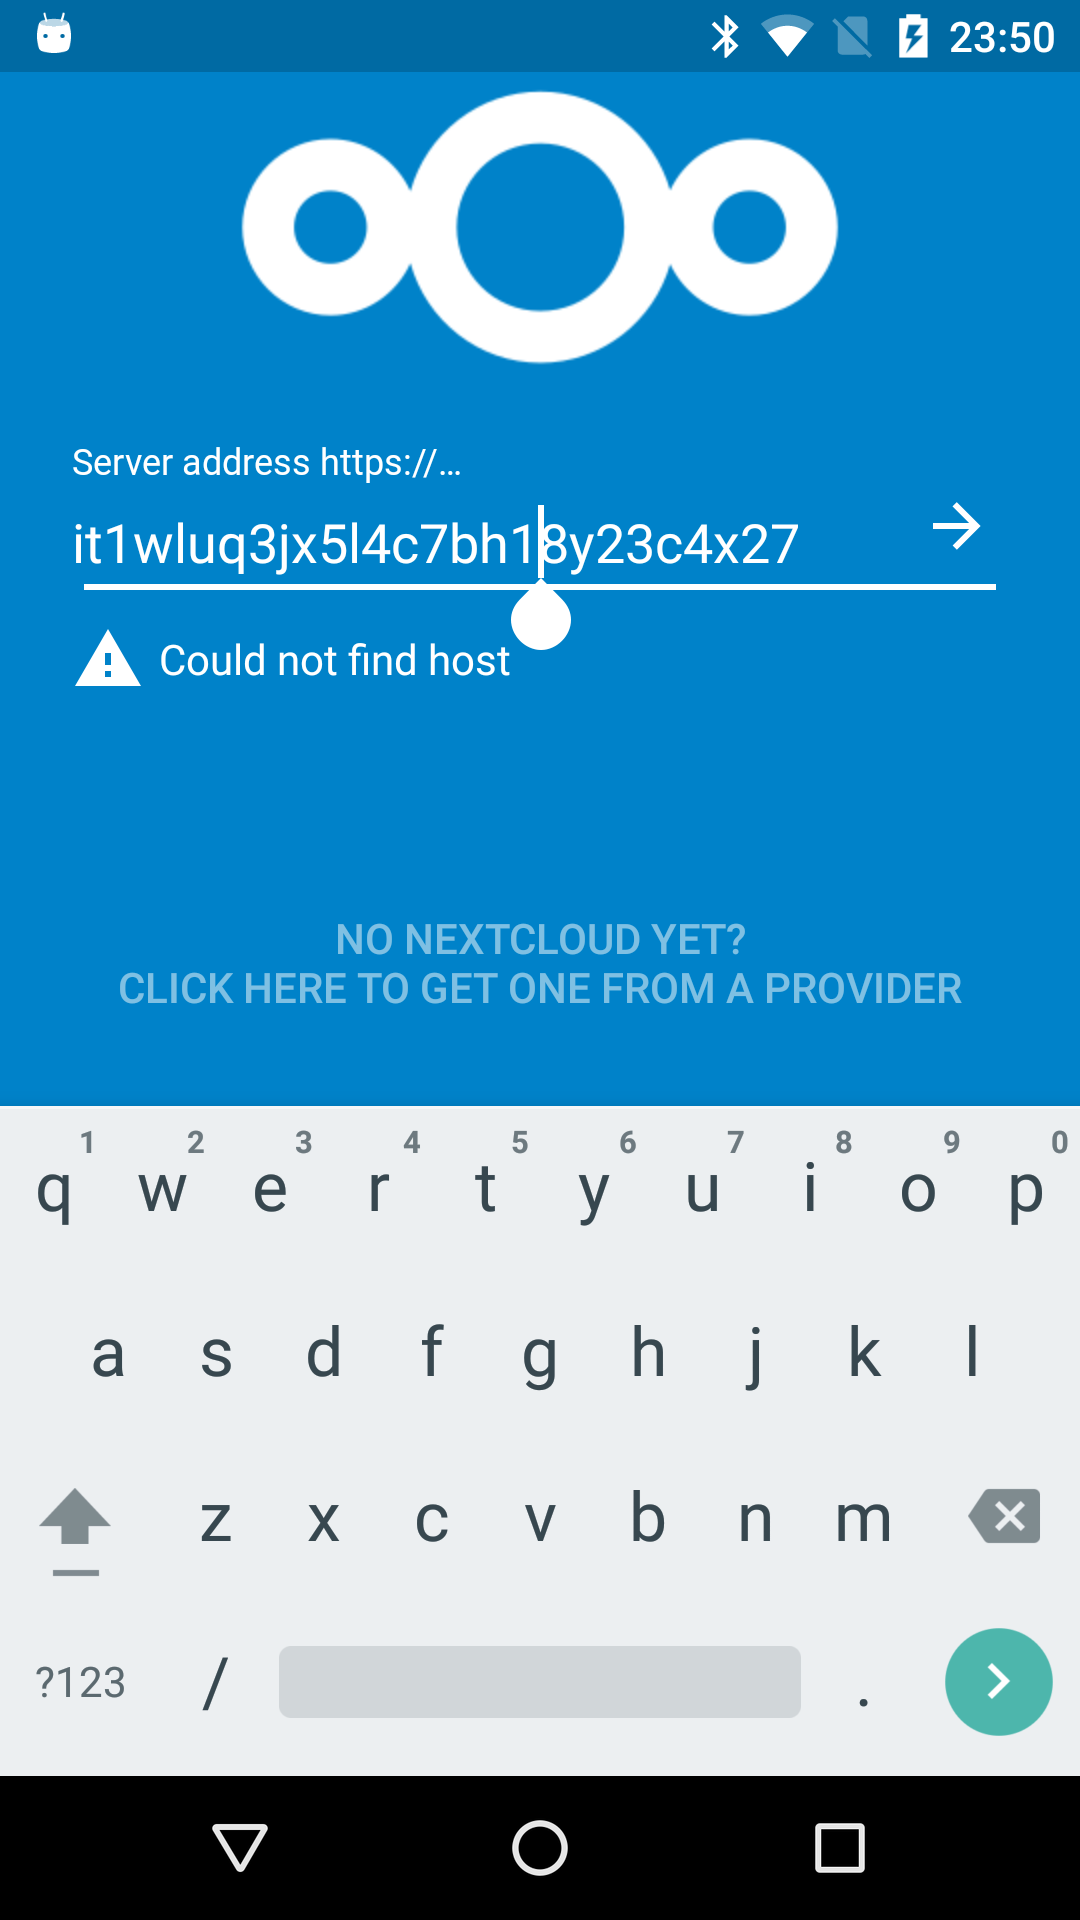 23:50
Server address https://…
it1wluq3jx5l4c7bh18y23c4x27
Could not find host
NO NEXTCLOUD YET?
CLICK HERE TO GET ONE FROM A PROVIDER
1 2 3 4 5 6 7 8 9 0
q w e r t y u i o p
a s d f g h j k l
z x c v b n m
?123 / .